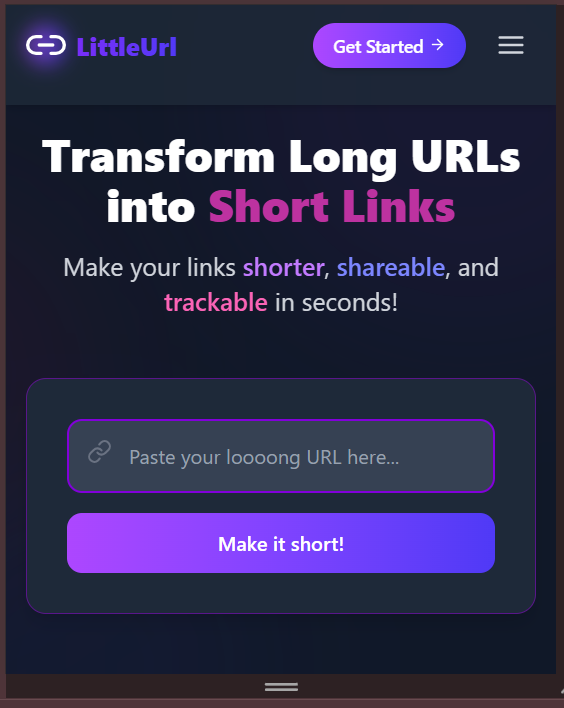 LittleUrl
Get Started →
Transform Long URLs
into Short Links
Make your links shorter, shareable, and
trackable in seconds!
Paste your loooong URL here...
Make it short!